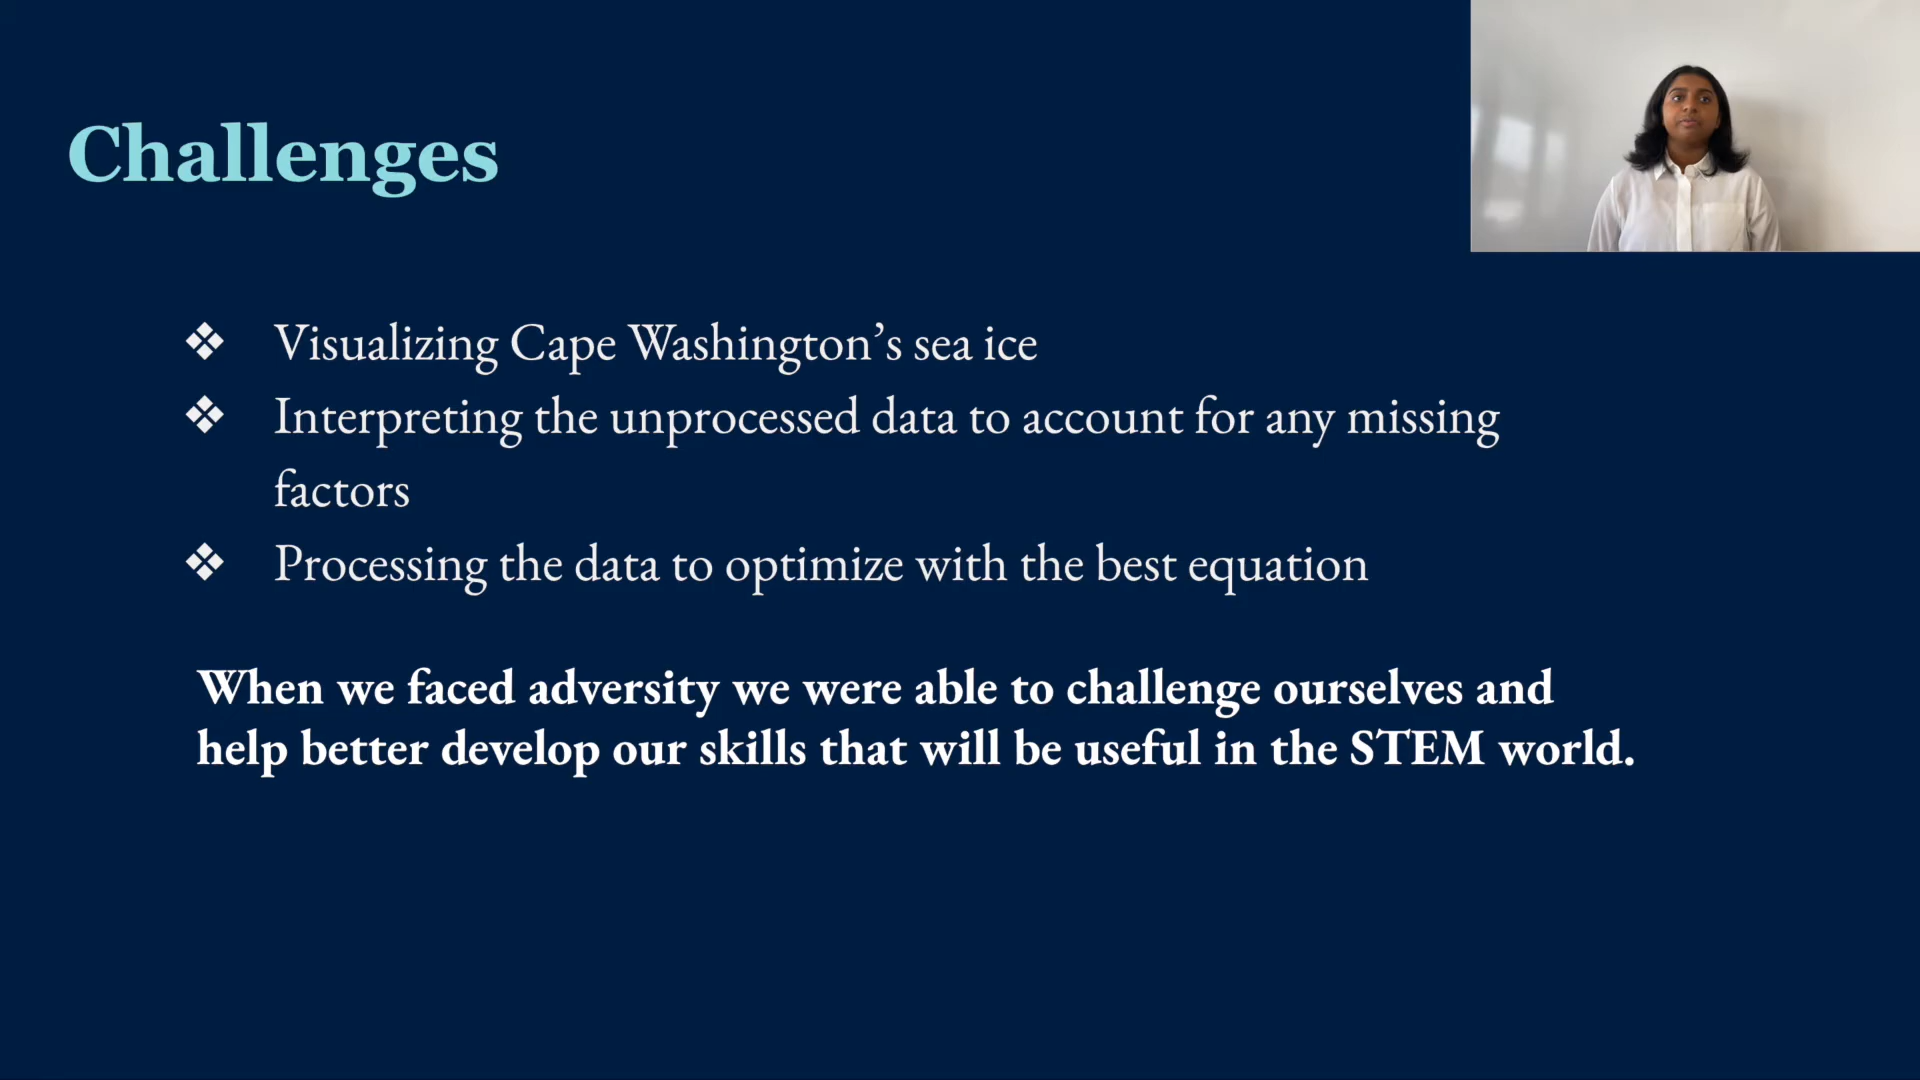 Challenges
❖ Visualizing Cape Washington’s sea ice
❖ Interpreting the unprocessed data to account for any missing
factors
❖ Processing the data to optimize with the best equation
When we faced adversity we were able to challenge ourselves and
help better develop our skills that will be useful in the STEM world.